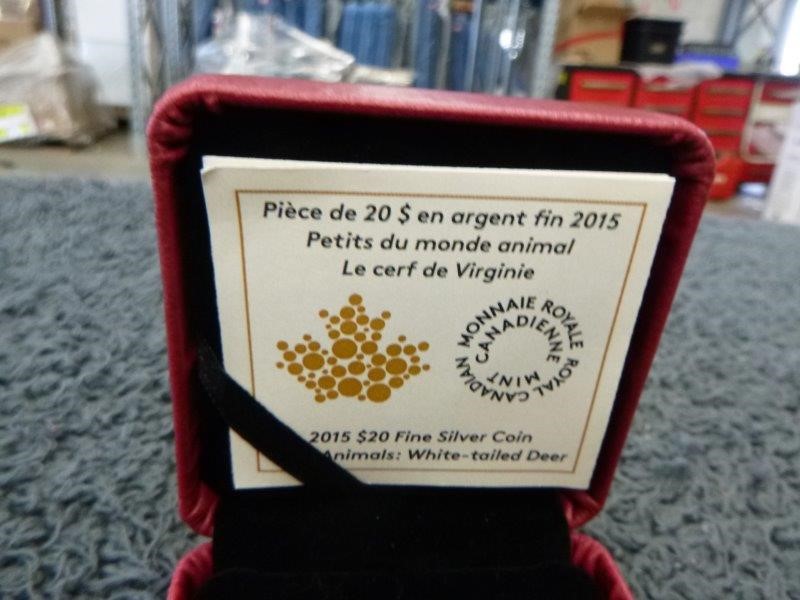 Pièce de 20 $ en argent fin 2015
Petits du monde animal
Le cerf de Virginie
MONNAIE ROYALE CANADIENNE
ROYAL CANADIAN MINT
2015 $20 Fine Silver Coin
Animals: White-tailed Deer